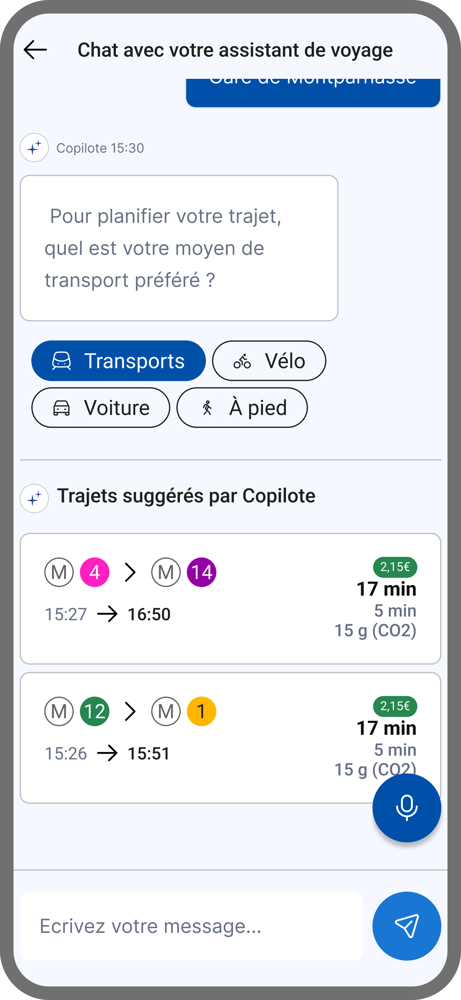 Chat avec votre assistant de voyage
Gare de Montparnasse
Copilote 15:30
Pour planifier votre trajet,
quel est votre moyen de
transport préféré ?
Transports
Vélo
Voiture
À pied
Trajets suggérés par Copilote
M 4 M 14
2,15€
17 min
15:27 16:50
5 min
15 g (CO2)
M 12 M 1
2,15€
17 min
15:26 15:51
5 min
15 g (CO2)
Ecrivez votre message...